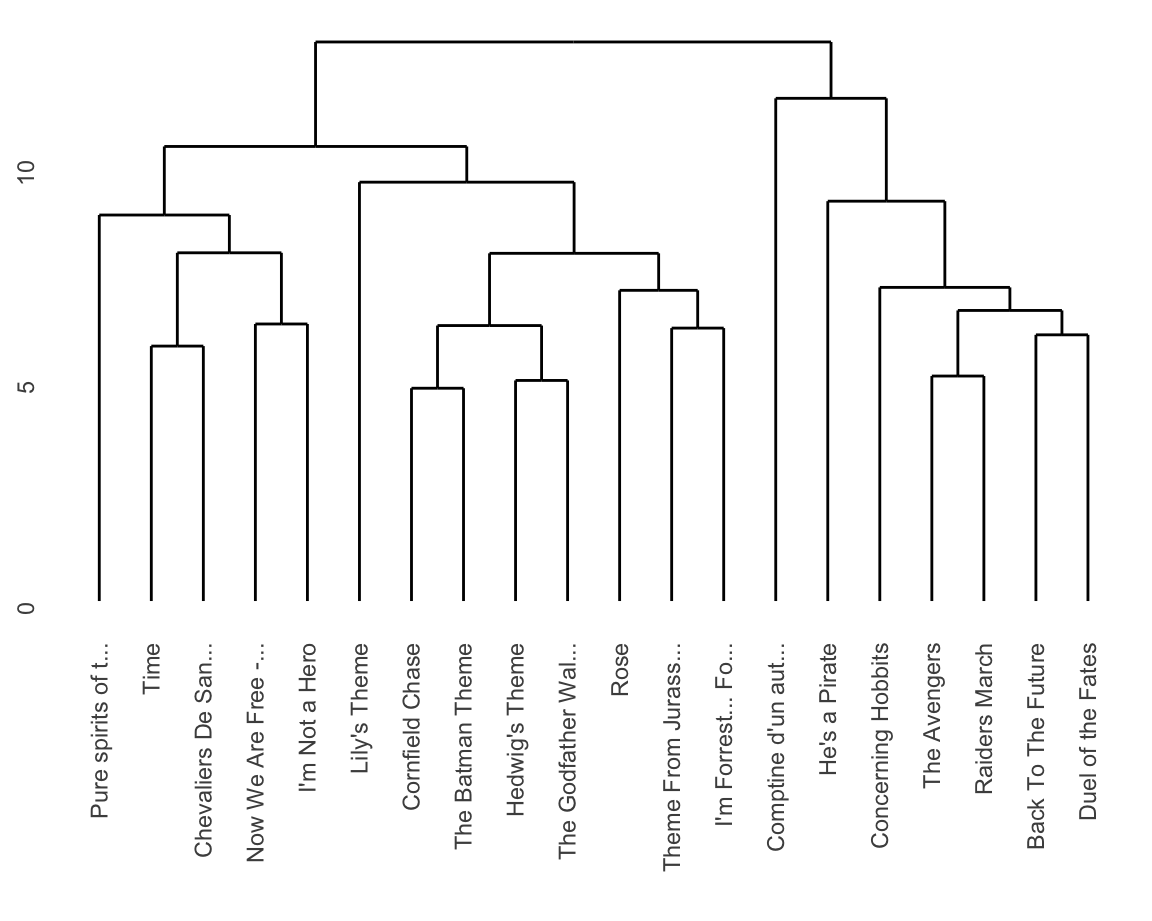 10
5
0
Pure spirits of t...
Time
Chevaliers De San...
Now We Are Free -...
I'm Not a Hero
Lily's Theme
Cornfield Chase
The Batman Theme
Hedwig's Theme
The Godfather Wal...
Rose
Theme From Jurass...
I'm Forrest... Fo...
Comptine d'un aut...
He's a Pirate
Concerning Hobbits
The Avengers
Raiders March
Back To The Future
Duel of the Fates